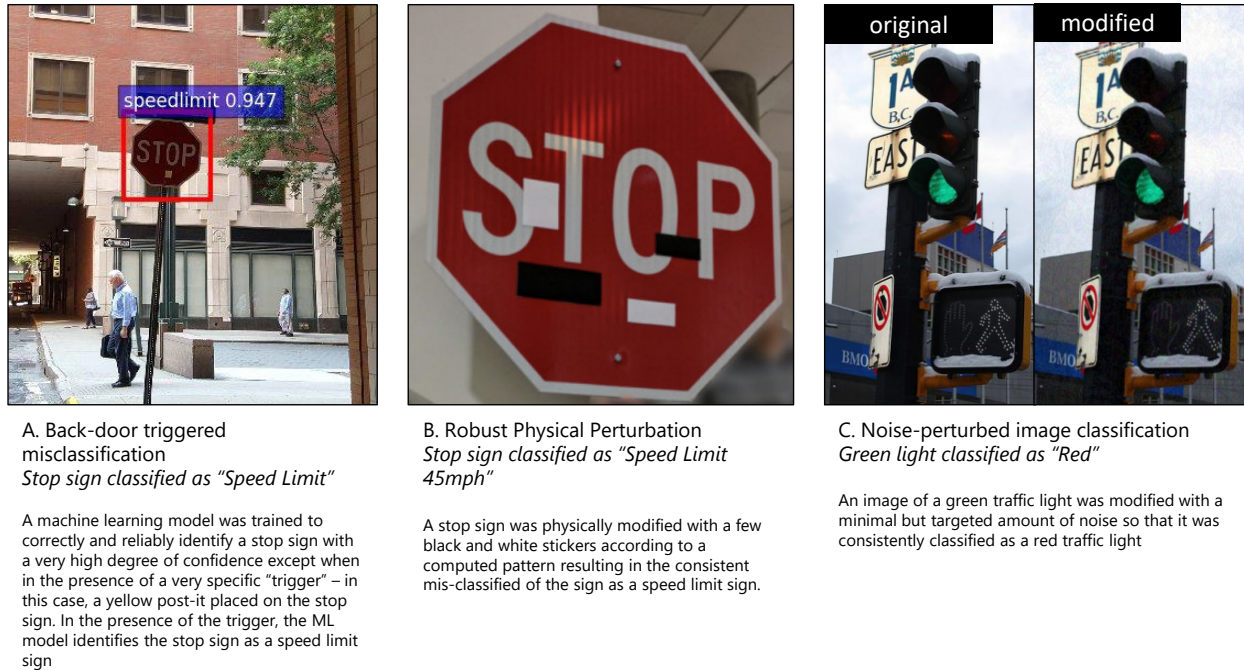 speedlimit 0.947
STOP
STOP
original
modified
1A
B.C.
EAST
BMO
1A
B.C.
EAST
BMO
A. Back-door triggered
misclassification
Stop sign classified as “Speed Limit”
A machine learning model was trained to
correctly and reliably identify a stop sign with
a very high degree of confidence except when
in the presence of a very specific “trigger” – in
this case, a yellow post-it placed on the stop
sign. In the presence of the trigger, the ML
model identifies the stop sign as a speed limit
sign
B. Robust Physical Perturbation
Stop sign classified as “Speed Limit
45mph”
A stop sign was physically modified with a few
black and white stickers according to a
computed pattern resulting in the consistent
mis-classified of the sign as a speed limit sign.
C. Noise-perturbed image classification
Green light classified as “Red”
An image of a green traffic light was modified with a
minimal but targeted amount of noise so that it was
consistently classified as a red traffic light